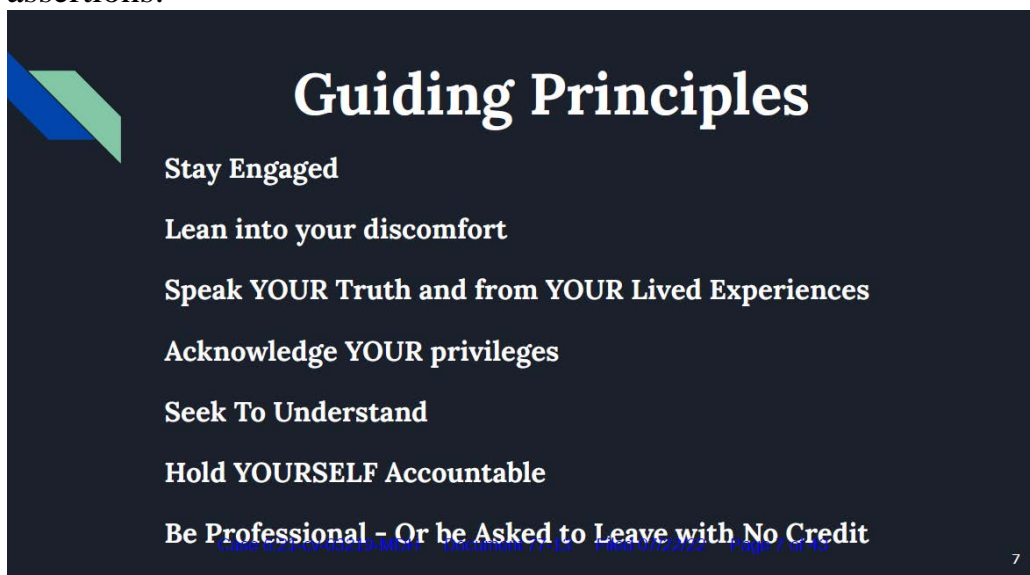 assertions:
Guiding Principles
Stay Engaged
Lean into your discomfort
Speak YOUR Truth and from YOUR Lived Experiences
Acknowledge YOUR privileges
Seek To Understand
Hold YOURSELF Accountable
Be Professional - Or be Asked to Leave with No Credit
7